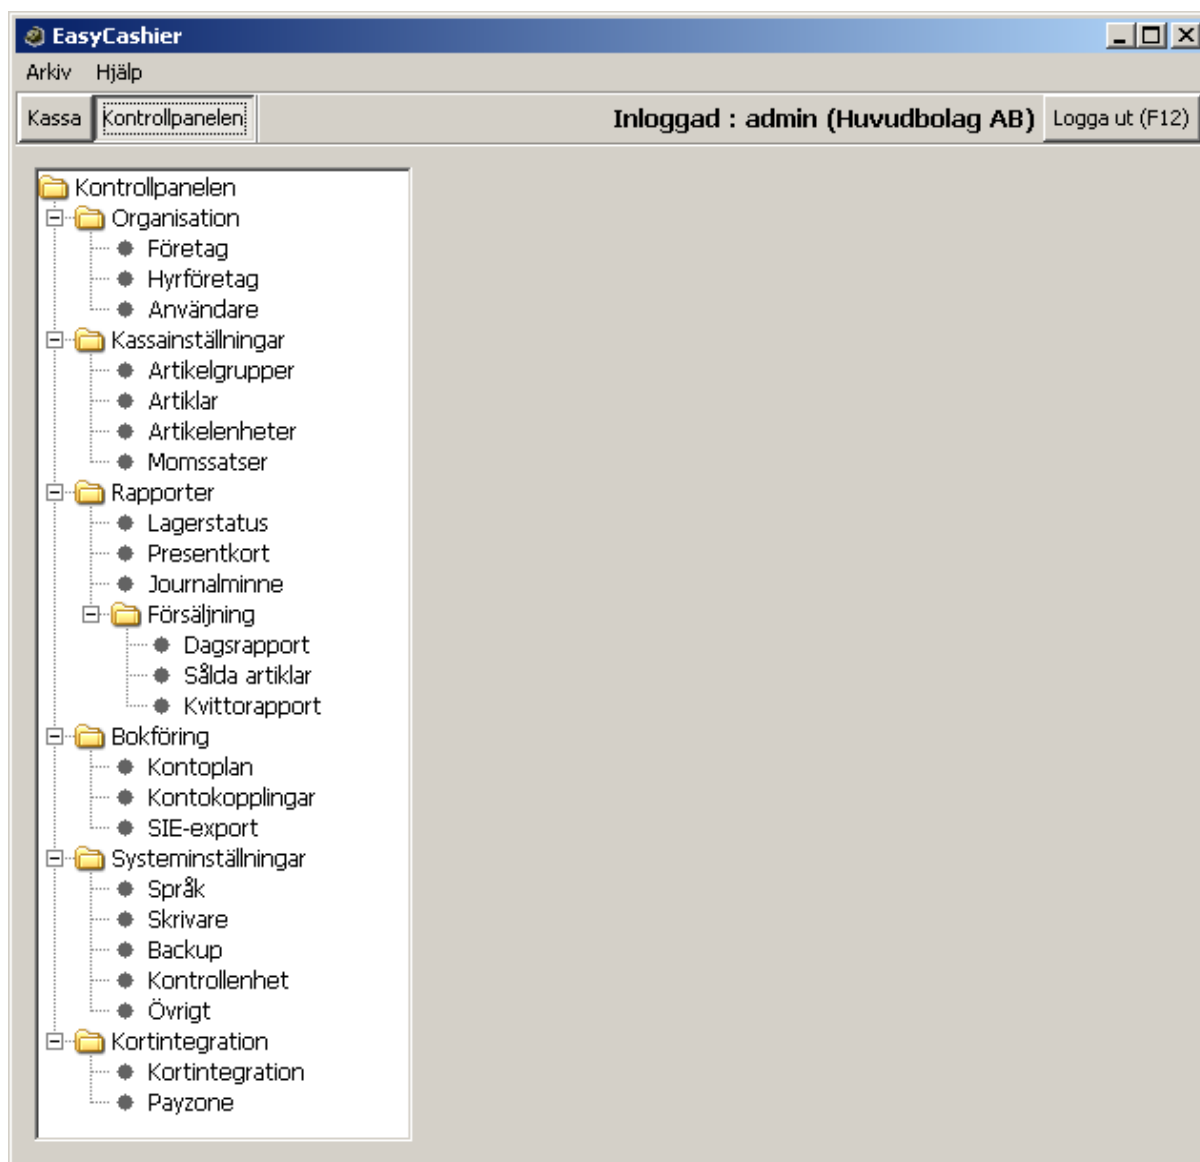 EasyCashier
Arkiv Hjälp
Kassa Kontrollpanelen Inloggad : admin (Huvudbolag AB) Logga ut (F12)
Kontrollpanelen
Organisation
Företag
Hyrföretag
Användare
Kassainställningar
Artikelgrupper
Artiklar
Artikelenheter
Momssatser
Rapporter
Lagerstatus
Presentkort
Journalminne
Försäljning
Dagsrapport
Sålda artiklar
Kvittorapport
Bokföring
Kontoplan
Kontokopplingar
SIE-export
Systeminställningar
Språk
Skrivare
Backup
Kontrollenhet
Övrigt
Kortintegration
Kortintegration
Payzone